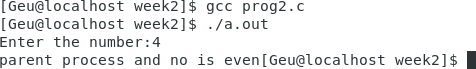 [Geu@localhost week2]$ gcc prog2.c
[Geu@localhost week2]$ ./a.out
Enter the number:4
parent process and no is even[Geu@localhost week2]$